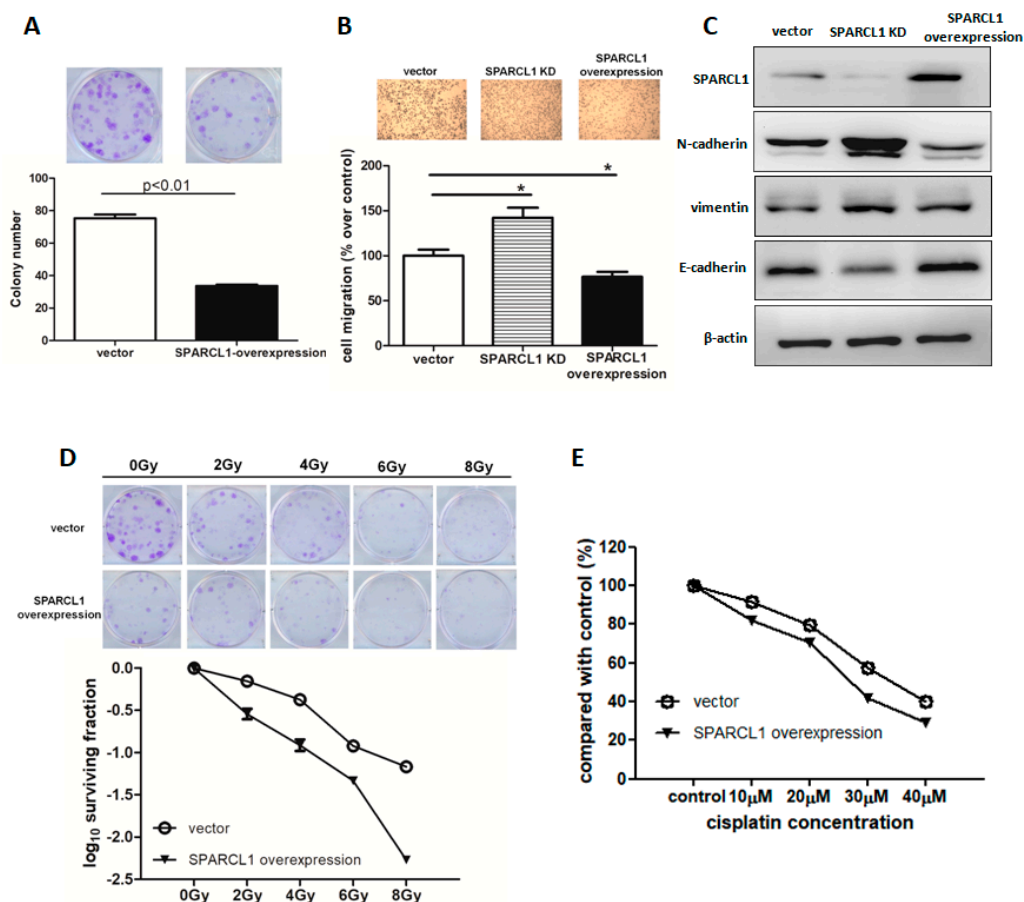 A
Colony number
100
80
60
40
20
0
p<0.01
vector
SPARCL1-overexpression
B
vector
SPARCL1 KD
SPARCL1
overexpression
cell migration (% over control)
200
150
100
50
0
*
*
vector
SPARCL1 KD
SPARCL1
overexpression
C
vector
SPARCL1 KD
SPARCL1
overexpression
SPARCL1
N-cadherin
vimentin
E-cadherin
β-actin
D
0Gy
2Gy
4Gy
6Gy
8Gy
vector
SPARCL1
overexpression
log10 surviving fraction
0.0
-0.5
-1.0
-1.5
-2.0
-2.5
vector
SPARCL1 overexpression
0Gy
2Gy
4Gy
6Gy
8Gy
E
compared with control (%)
120
100
80
60
40
20
0
vector
SPARCL1 overexpression
control
10μM
20μM
30μM
40μM
cisplatin concentration